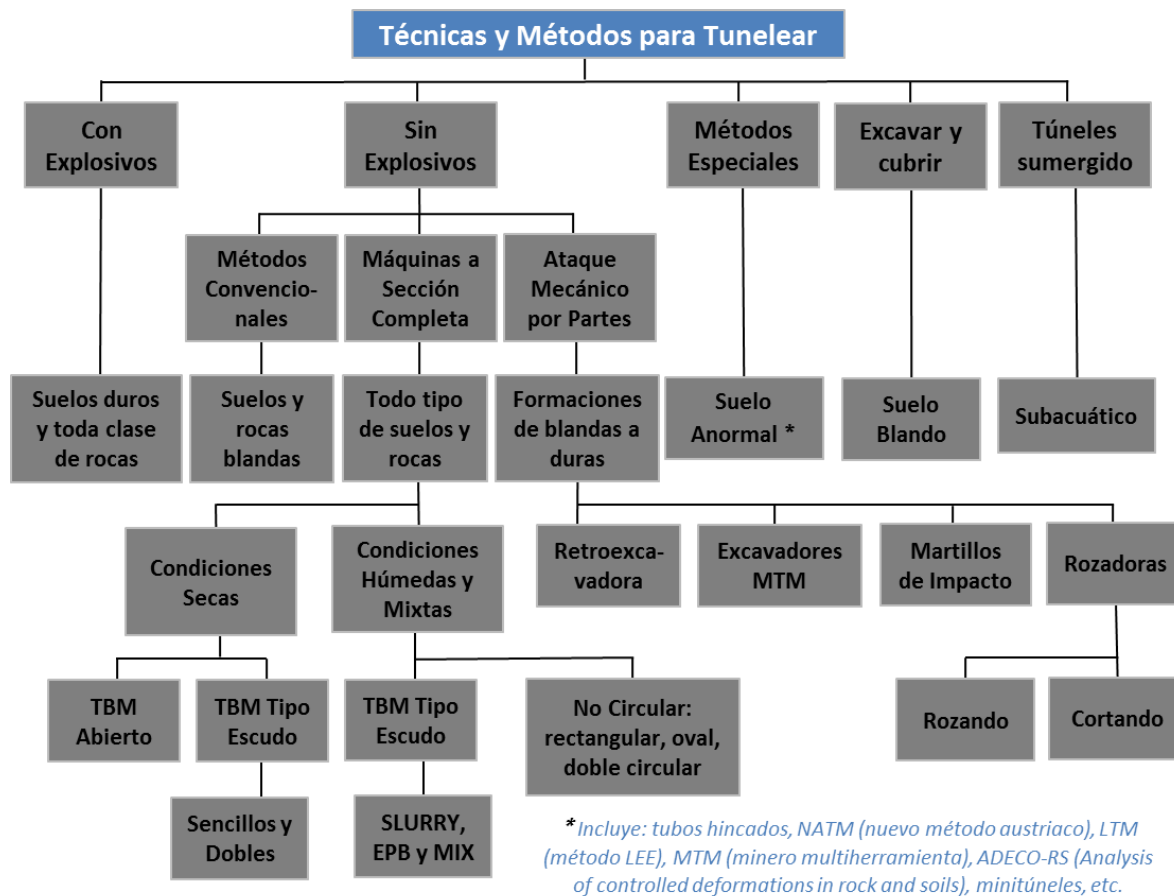 Técnicas y Métodos para Tunelear
Con
Explosivos
Sin
Explosivos
Métodos
Especiales
Excavar y
cubrir
Túneles
sumergido
Métodos
Convencio-
nales
Máquinas a
Sección
Completa
Ataque
Mecánico
por Partes
Suelos duros
y toda clase
de rocas
Suelos y
rocas
blandas
Todo tipo
de suelos y
rocas
Formaciones
de blandas a
duras
Suelo
Anormal *
Suelo
Blando
Subacuático
Condiciones
Secas
Condiciones
Húmedas y
Mixtas
Retroexca-
vadora
Excavadores
MTM
Martillos
de Impacto
Rozadoras
TBM
Abierto
TBM Tipo
Escudo
TBM Tipo
Escudo
No Circular:
rectangular, oval,
doble circular
Rozando
Cortando
Sencillos y
Dobles
SLURRY,
EPB y MIX
* Incluye: tubos hincados, NATM (nuevo método austriaco), LTM
(método LEE), MTM (minero multiherramienta), ADECO-RS (Analysis
of controlled deformations in rock and soils), minitúneles, etc.